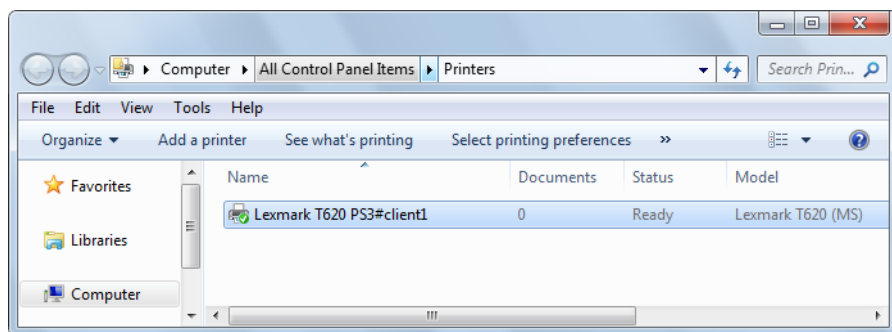 Computer All Control Panel Items Printers Search Prin...
File Edit View Tools Help
Organize Add a printer See what's printing Select printing preferences »
Favorites
Libraries
Computer
Name Documents Status Model
Lexmark T620 PS3#client1 0 Ready Lexmark T620 (MS)